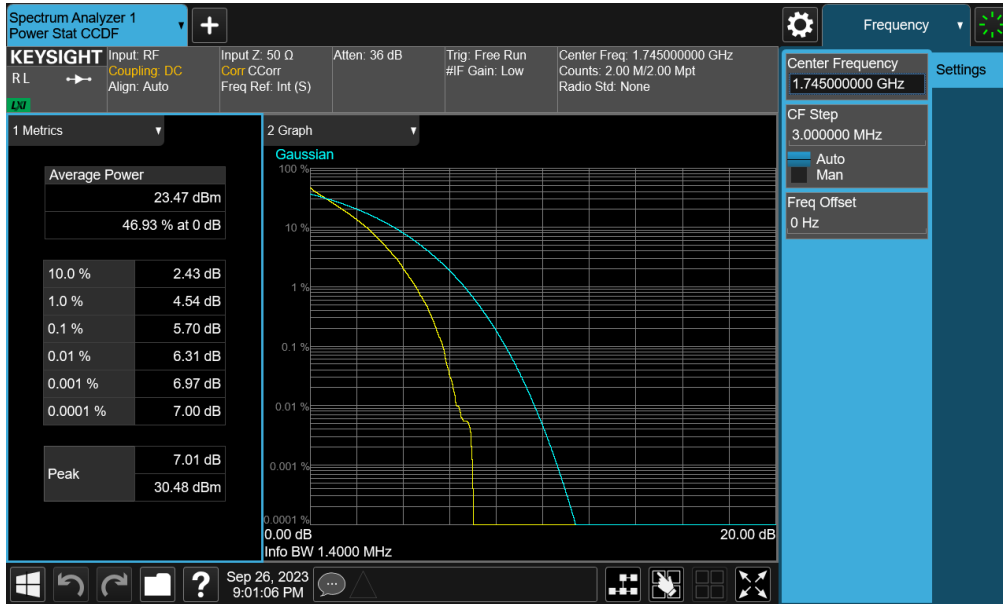 Spectrum Analyzer 1
Power Stat CCDF
Frequency
KEYSIGHT
R L
LXI
Input: RF
Coupling: DC
Align: Auto
Input Z: 50 Ω
Corr CCorr
Freq Ref: Int (S)
Atten: 36 dB
Trig: Free Run
#IF Gain: Low
Center Freq: 1.745000000 GHz
Counts: 2.00 M/2.00 Mpt
Radio Std: None
Center Frequency
1.745000000 GHz
Settings
CF Step
3.000000 MHz
Auto
Man
Freq Offset
0 Hz
1 Metrics
Average Power
23.47 dBm
46.93 % at 0 dB
10.0 % 2.43 dB
1.0 % 4.54 dB
0.1 % 5.70 dB
0.01 % 6.31 dB
0.001 % 6.97 dB
0.0001 % 7.00 dB
Peak 7.01 dB
30.48 dBm
2 Graph
Gaussian
100 %
10 %
1 %
0.1 %
0.01 %
0.001 %
0.0001 %
0.00 dB 20.00 dB
Info BW 1.4000 MHz
?
Sep 26, 2023
9:01:06 PM